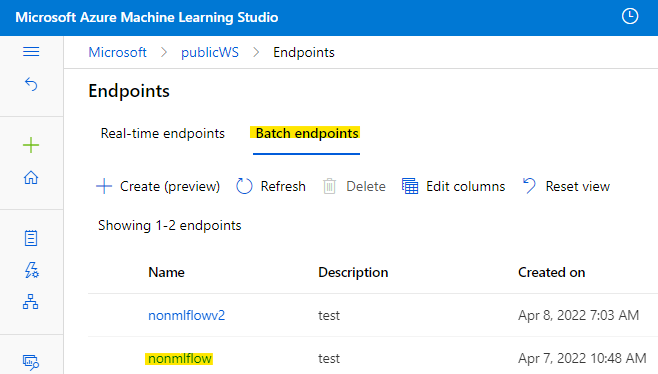 Microsoft Azure Machine Learning Studio
Microsoft > publicWS > Endpoints
Endpoints
Real-time endpoints Batch endpoints
Create (preview) Refresh Delete Edit columns Reset view
Showing 1-2 endpoints
Name Description Created on
nonmlflowv2 test Apr 8, 2022 7:03 AM
nonmlflow test Apr 7, 2022 10:48 AM